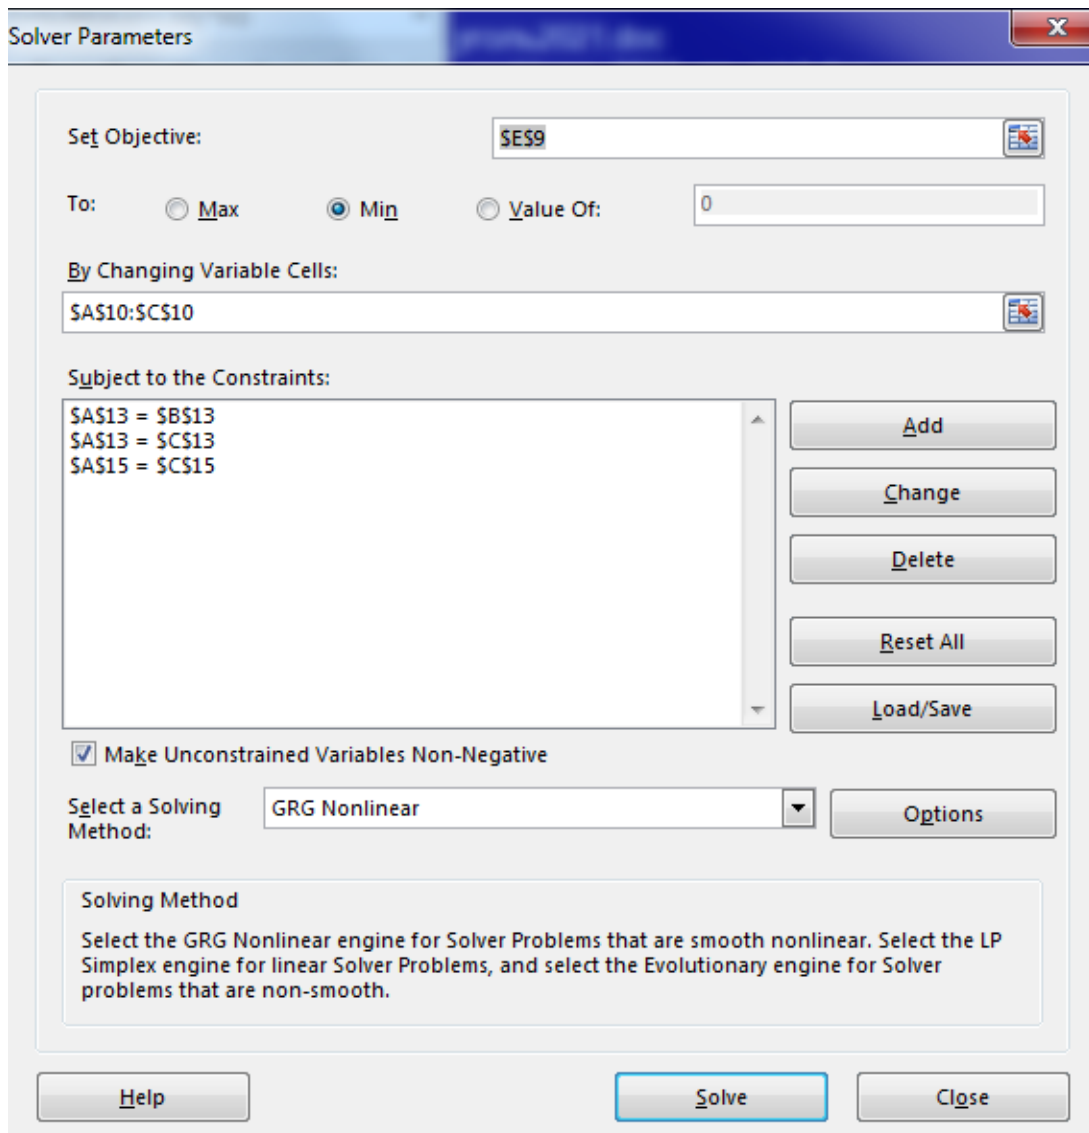 Solver Parameters
Set Objective:
$E$9
To:
Max
Min
Value Of:
0
By Changing Variable Cells:
$A$10:$C$10
Subject to the Constraints:
$A$13 = $B$13
$A$13 = $C$13
$A$15 = $C$15
Add
Change
Delete
Reset All
Load/Save
Make Unconstrained Variables Non-Negative
Select a Solving
Method:
GRG Nonlinear
Options
Solving Method
Select the GRG Nonlinear engine for Solver Problems that are smooth nonlinear. Select the LP
Simplex engine for linear Solver Problems, and select the Evolutionary engine for Solver
problems that are non-smooth.
Help
Solve
Close